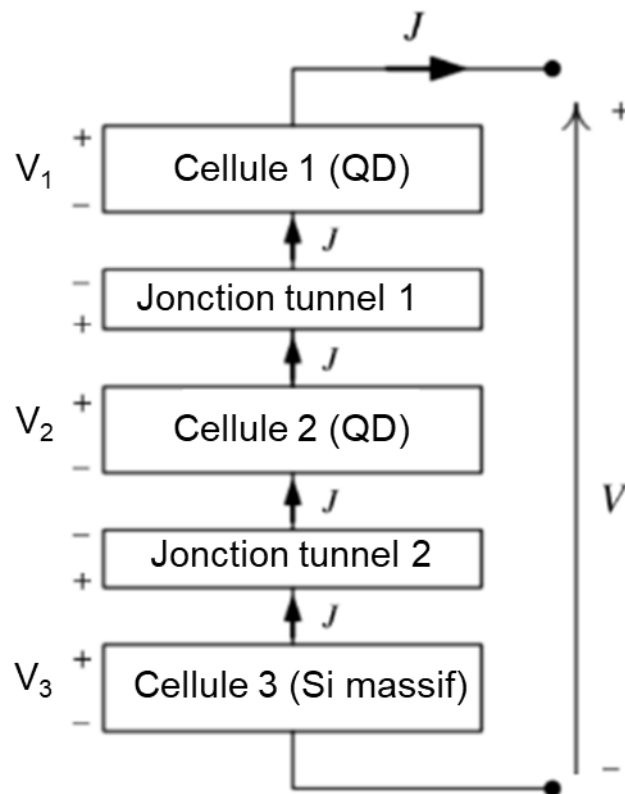 J
+
V₁
Cellule 1 (QD)
−
+
J
−
Jonction tunnel 1
+
J
+
V₂
Cellule 2 (QD)
−
J
V
−
Jonction tunnel 2
+
J
+
V₃
Cellule 3 (Si massif)
−
−